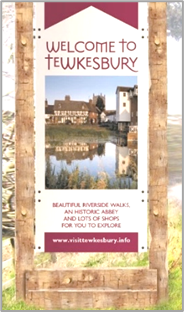 WELCOME TO
TEWKESBURY
BEAUTIFUL RIVERSIDE WALKS,
AN HISTORIC ABBEY
AND LOTS OF SHOPS
FOR YOU TO EXPLORE
www.visittewkesbury.info